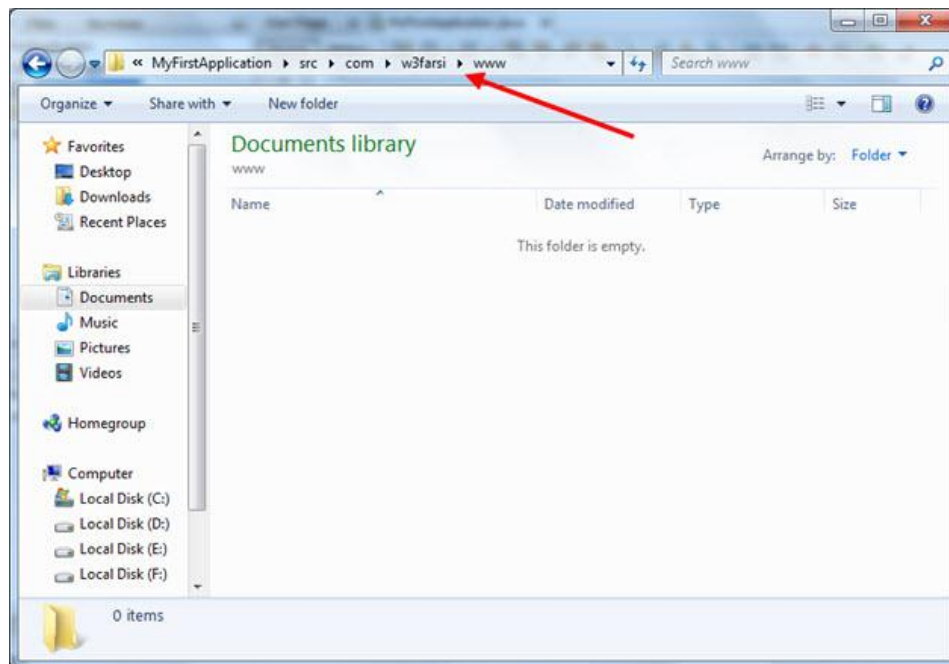 « MyFirstApplication ▸ src ▸ com ▸ w3farsi ▸ www
Search www
Organize ▾ Share with ▾ New folder
Favorites
Desktop
Downloads
Recent Places
Libraries
Documents
Music
Pictures
Videos
Homegroup
Computer
Local Disk (C:)
Local Disk (D:)
Local Disk (E:)
Local Disk (F:)
Documents library
www
Arrange by: Folder ▾
Name Date modified Type Size
This folder is empty.
0 items